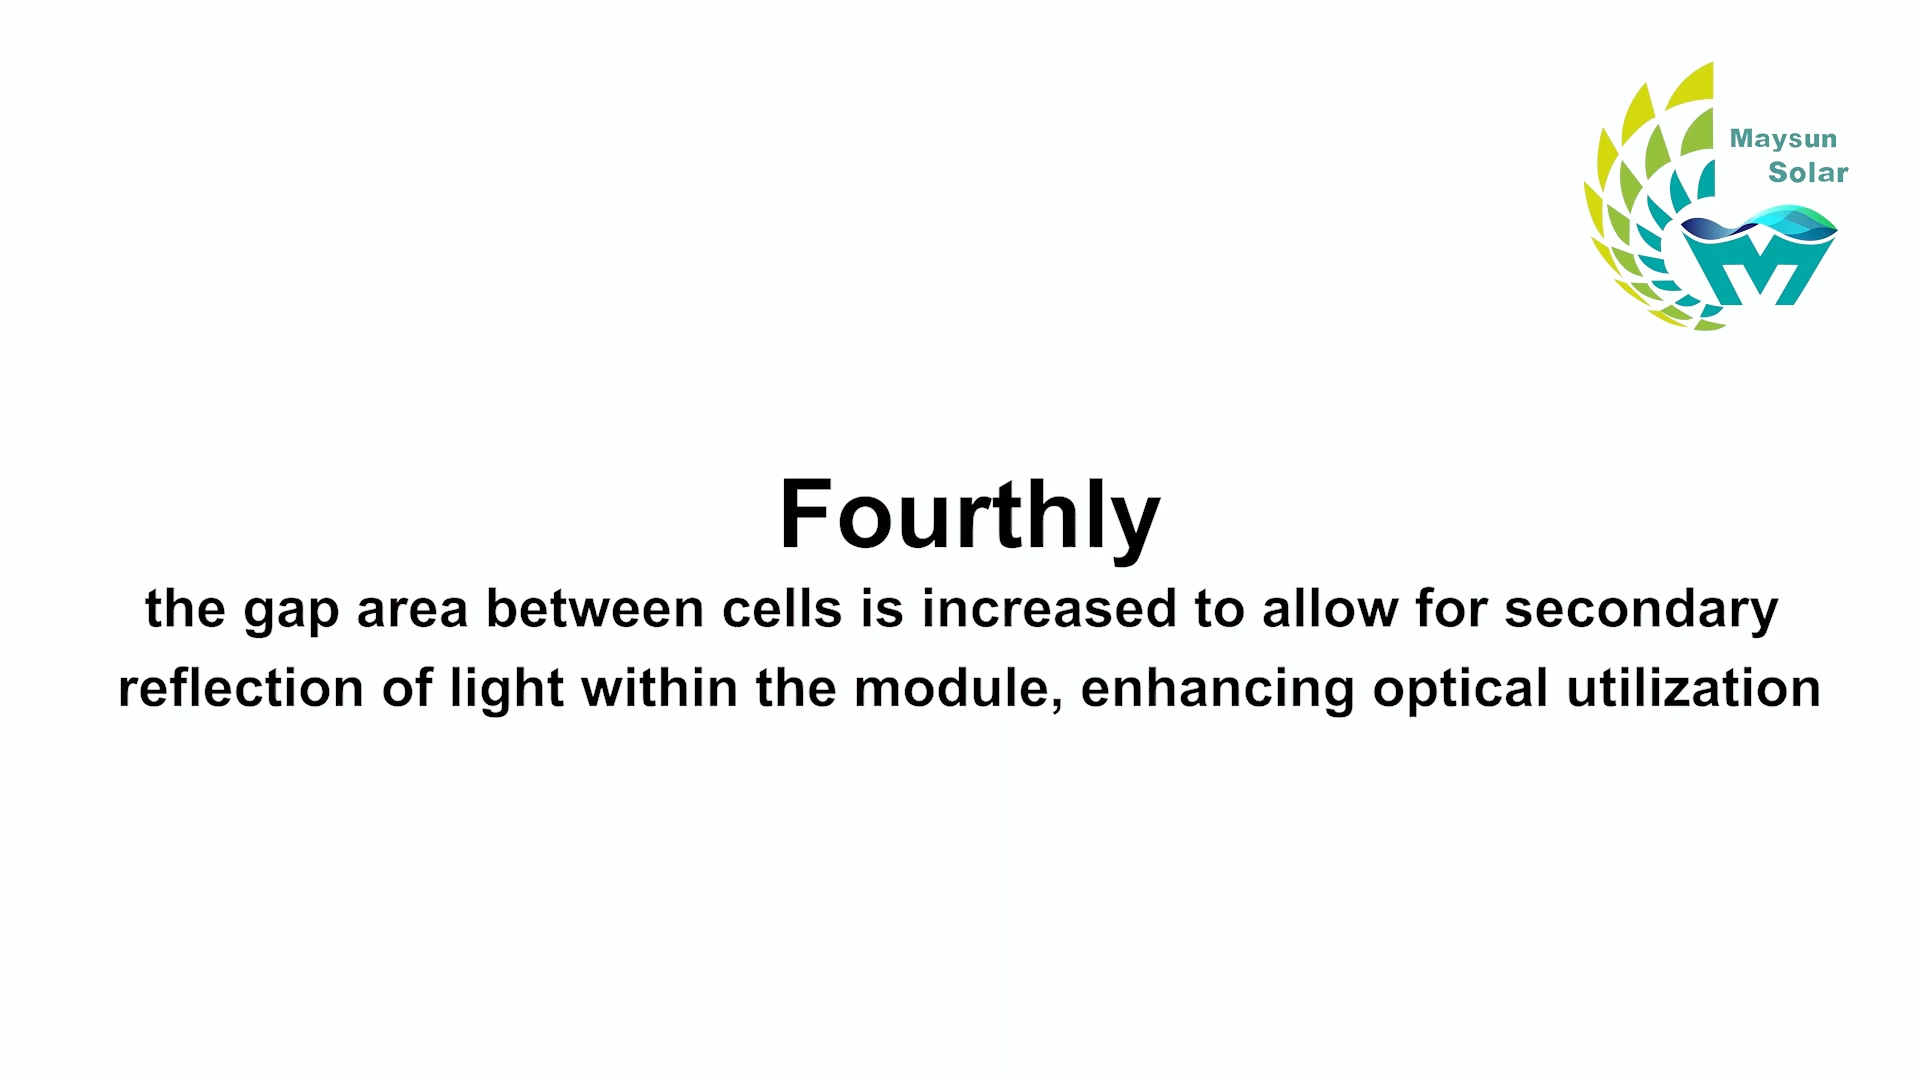 Maysun
Solar
Fourthly
the gap area between cells is increased to allow for secondary
reflection of light within the module, enhancing optical utilization